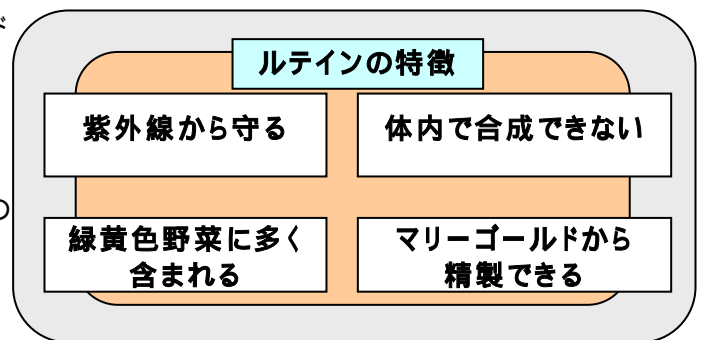 ルテインの特徴
紫外線から守る
体内で合成できない
緑黄色野菜に多く
含まれる
マリーゴールドから
精製できる